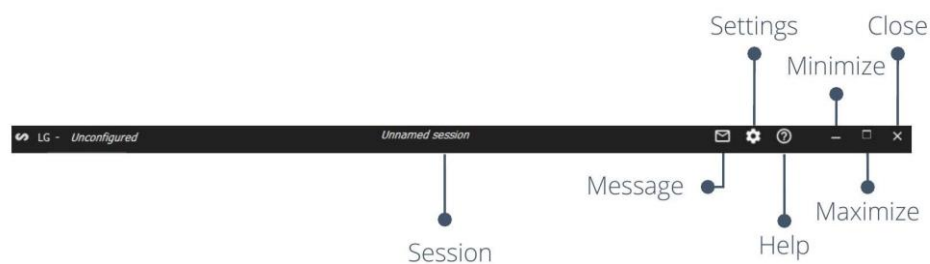 Settings
Close
Minimize
LG - Unconfigured
Unnamed session
Message
Maximize
Session
Help